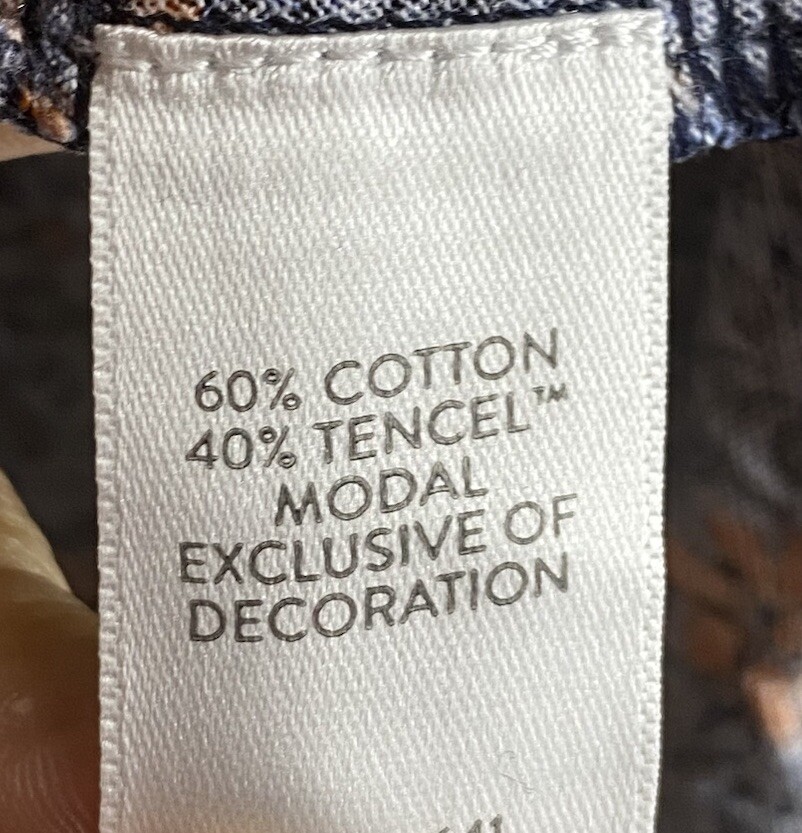 60% COTTON
40% TENCEL™
MODAL
EXCLUSIVE OF
DECORATION